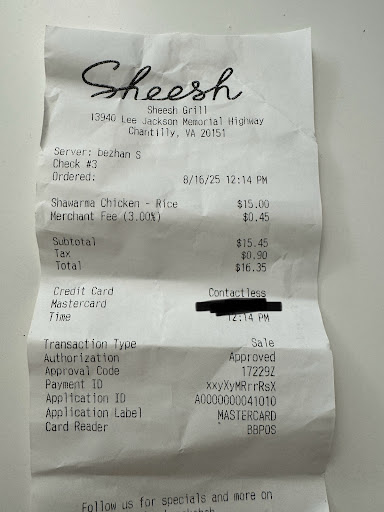 Sheesh
Sheesh Grill
13940 Lee Jackson Memorial Highway
Chantilly, VA 20151
Server: bezhan S
Check #3
Ordered: 8/16/25 12:14 PM
Shawarma Chicken - Rice $15.00
Merchant Fee (3.00%) $0.45
Subtotal $15.45
Tax $0.90
Total $16.35
Credit Card Contactless
Mastercard
Time 12:14 PM
Transaction Type Sale
Authorization Approved
Approval Code 17229Z
Payment ID xxyXyMRrrRsX
Application ID A0000000041010
Application Label MASTERCARD
Card Reader BBPOS
Follow us for specials and more on